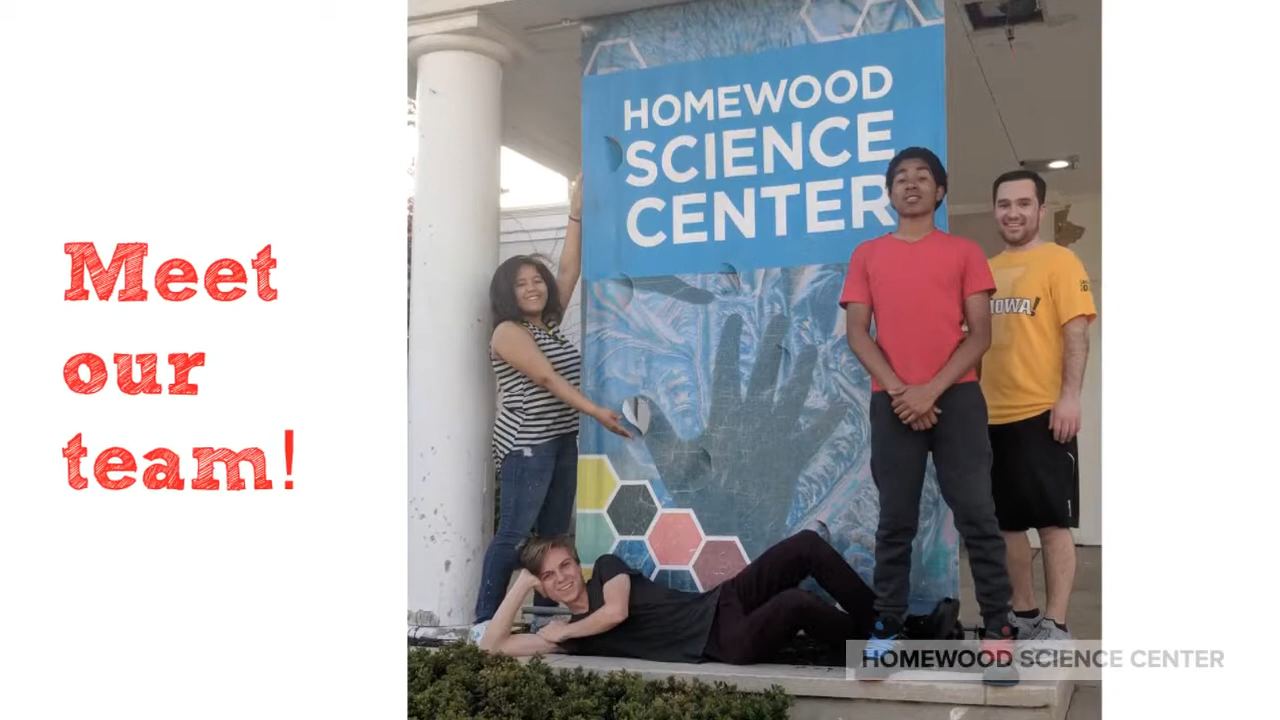 Meet
our
team!
HOMEWOOD
SCIENCE
CENTER
IOWA!
HOMEWOOD SCIENCE CENTER